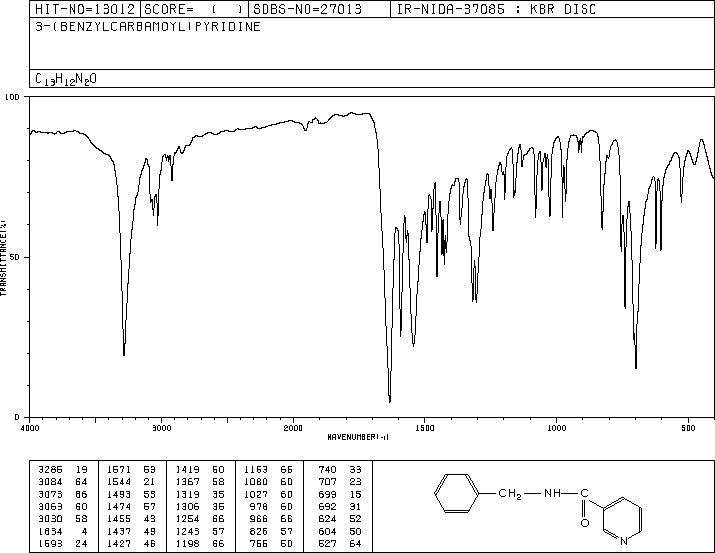 HIT-NO=13012 SCORE= ( ) SDBS-NO=27013 IR-NIDA-37085 : KBR DISC
3-(BENZYLCARBAMOYL)PYRIDINE
C13H12N2O
100
50
0
TRANSMITTANCE(%)
4000 3000 2000 1500 1000 500
WAVENUMBER(-1)
3285 19 1571 53 1419 50 1153 66 740 33
3084 64 1544 21 1367 58 1080 60 707 23
3073 66 1493 55 1319 35 1027 60 699 15
3063 60 1474 57 1306 35 978 60 692 31
3030 58 1455 43 1254 66 966 66 624 52
1634 4 1437 49 1243 57 826 57 604 50
1593 24 1427 46 1198 66 755 50 527 64
CH2 NH C
O
N